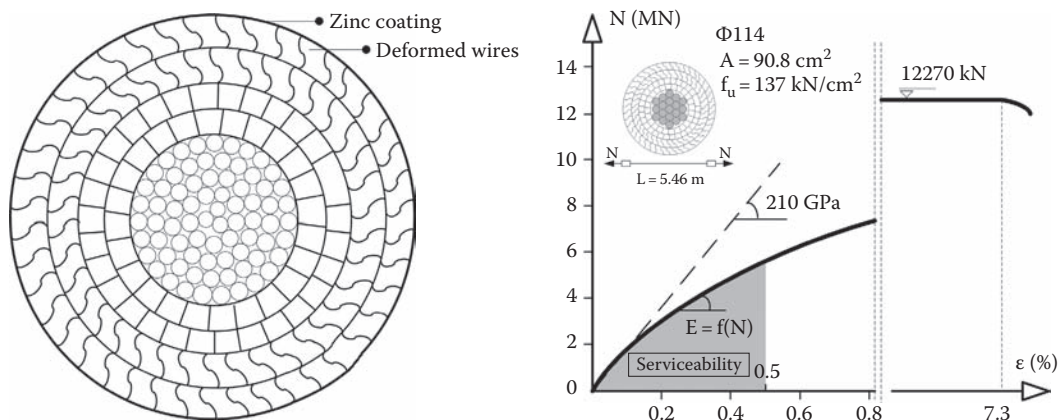 Zinc coating
Deformed wires
N (MN)
Φ114
A = 90.8 cm²
fᵤ = 137 kN/cm²
12270 kN
14
12
10
8
6
4
2
0
N
N
L = 5.46 m
210 GPa
E = f(N)
Serviceability
0.5
ε (%)
0.2
0.4
0.6
0.8
7.3